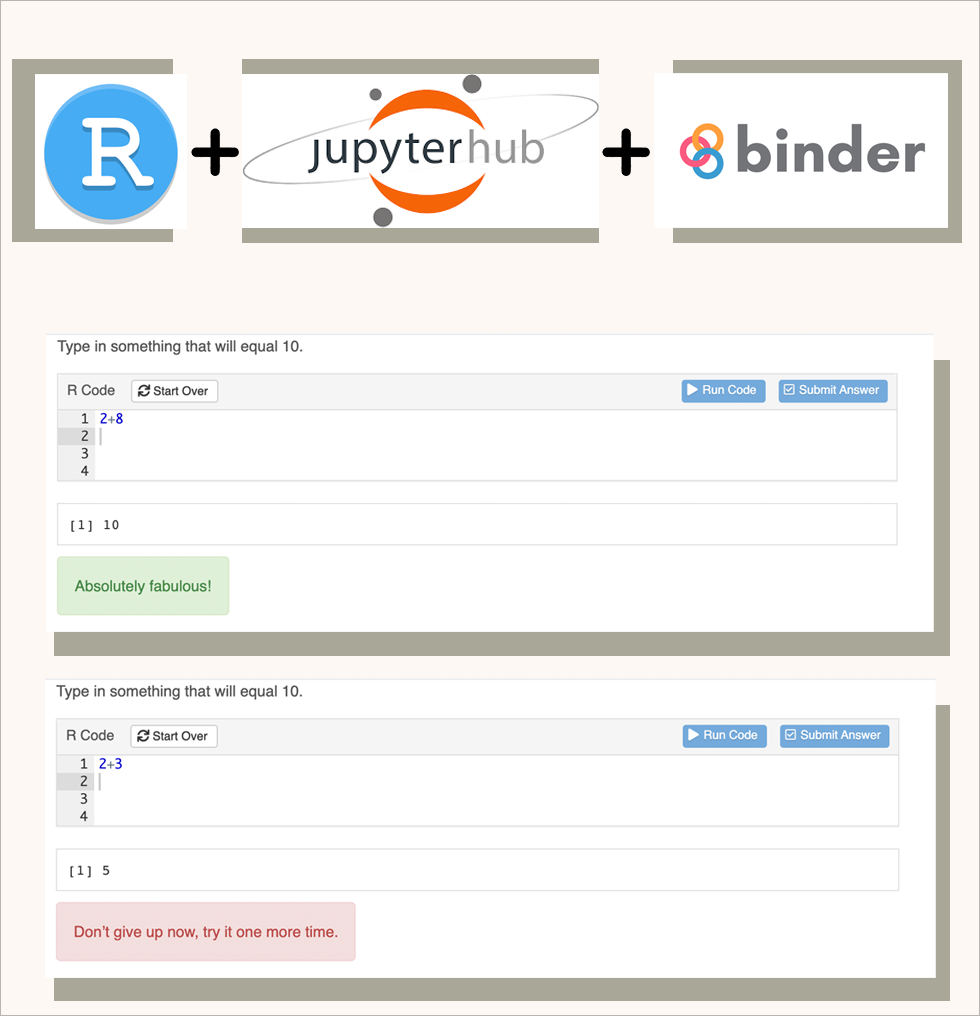 R + jupyterhub + binder
Type in something that will equal 10.
R Code Start Over Run Code Submit Answer
1 2+8
2
3
4
[1] 10
Absolutely fabulous!
Type in something that will equal 10.
R Code Start Over Run Code Submit Answer
1 2+3
2
3
4
[1] 5
Don't give up now, try it one more time.